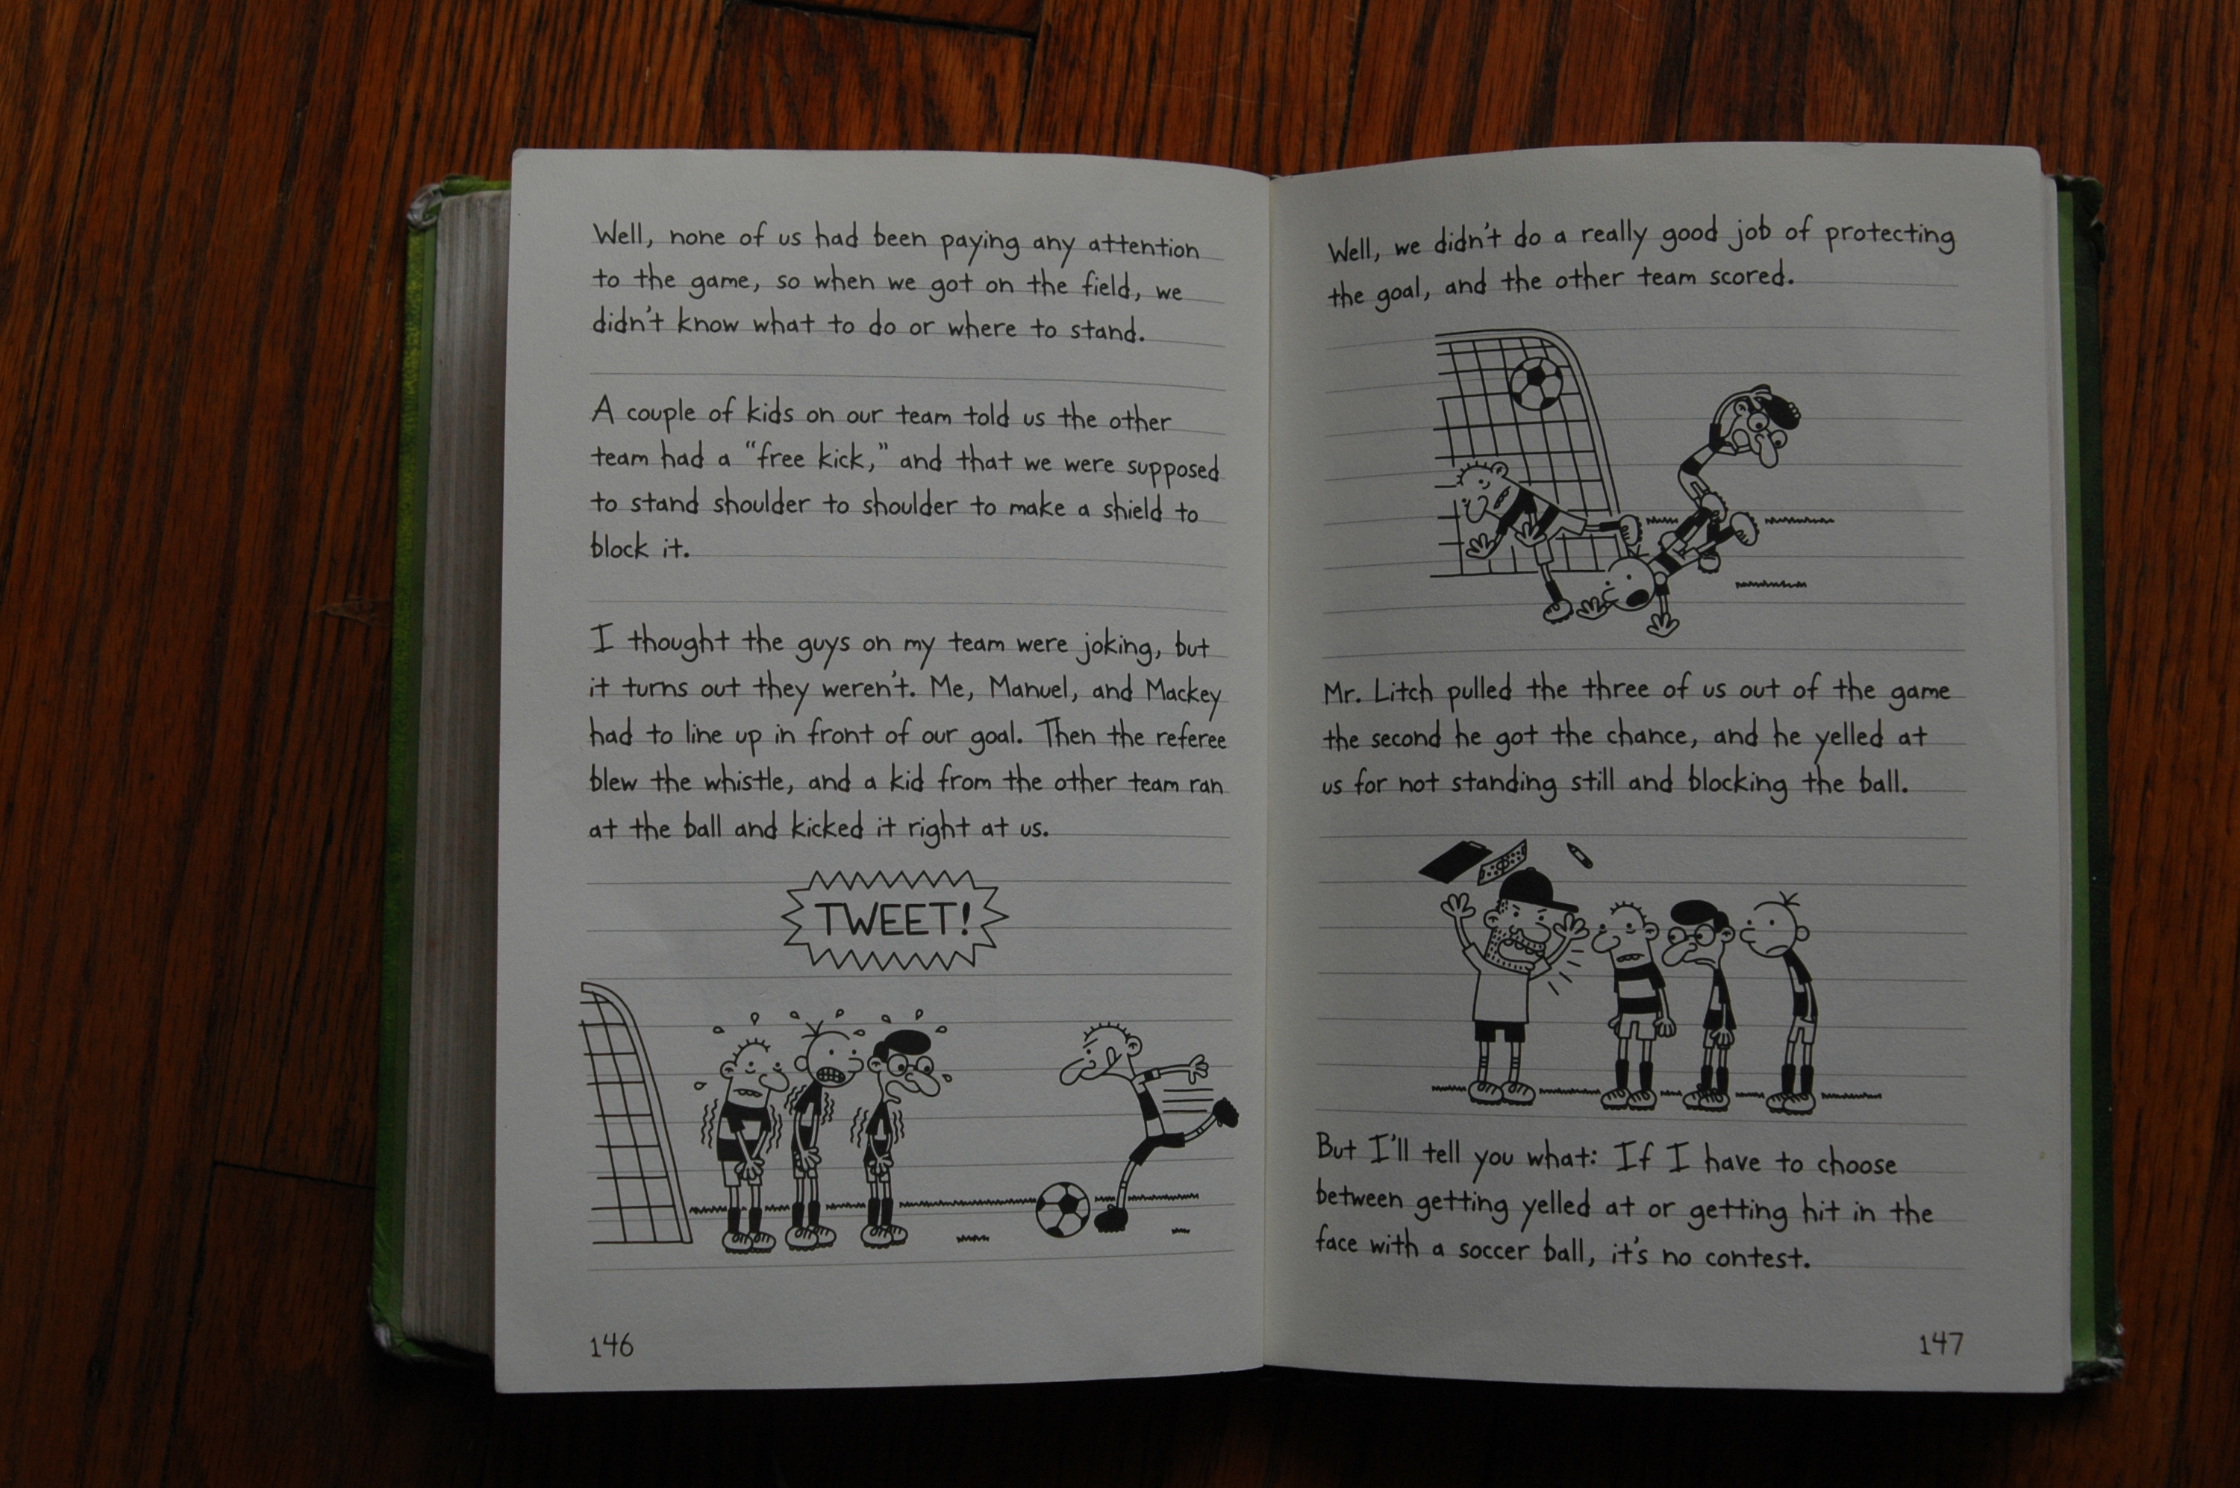 Well, none of us had been paying any attention
to the game, so when we got on the field, we
didn't know what to do or where to stand.
A couple of kids on our team told us the other
team had a "free kick," and that we were supposed
to stand shoulder to shoulder to make a shield to
block it.
I thought the guys on my team were joking, but
it turns out they weren't. Me, Manuel, and Mackey
had to line up in front of our goal. Then the referee
blew the whistle, and a kid from the other team ran
at the ball and kicked it right at us.
TWEET!
146
Well, we didn't do a really good job of protecting
the goal, and the other team scored.
Mr. Litch pulled the three of us out of the game
the second he got the chance, and he yelled at
us for not standing still and blocking the ball.
But I'll tell you what: If I have to choose
between getting yelled at or getting hit in the
face with a soccer ball, it's no contest.
147